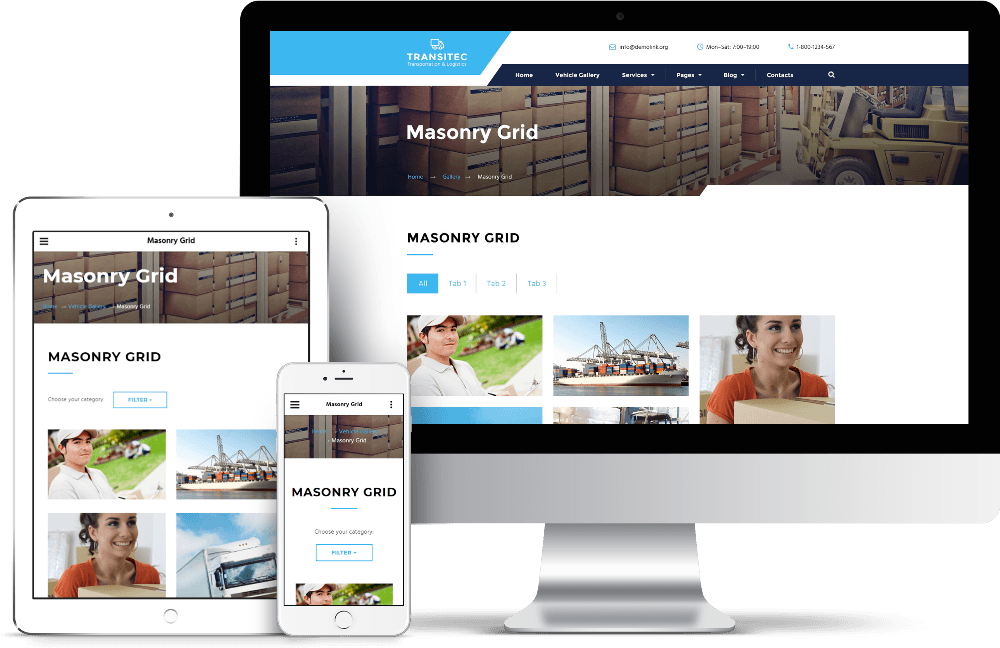 TRANSITEC
Transportation & Logistics
info@demolink.org
Mon–Sat: 7:00–19:00
1-800-1234-567
Home Vehicle Gallery Services Pages Blog Contacts
Masonry Grid
Home → Gallery → Masonry Grid
MASONRY GRID
All Tab 1 Tab 2 Tab 3
Masonry Grid
Masonry Grid
Home → Vehicle Gallery → Masonry Grid
MASONRY GRID
Choose your category
FILTER
Masonry Grid
Home → Vehicle
→ Masonry Grid
MASONRY GRID
Choose your category:
FILTER